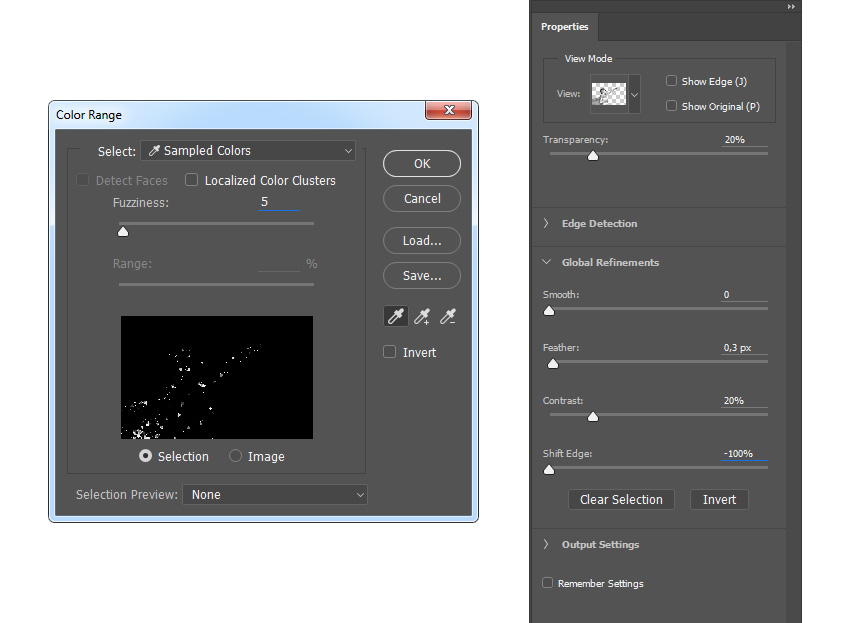 Color Range
Select: Sampled Colors
Detect Faces Localized Color Clusters
Fuzziness: 5
Range: %
Selection Image
Selection Preview: None
OK
Cancel
Load...
Save...
Invert
Properties
View Mode
View:
Show Edge (J)
Show Original (P)
Transparency: 20%
Edge Detection
Global Refinements
Smooth: 0
Feather: 0,3 px
Contrast: 20%
Shift Edge: -100%
Clear Selection Invert
Output Settings
Remember Settings